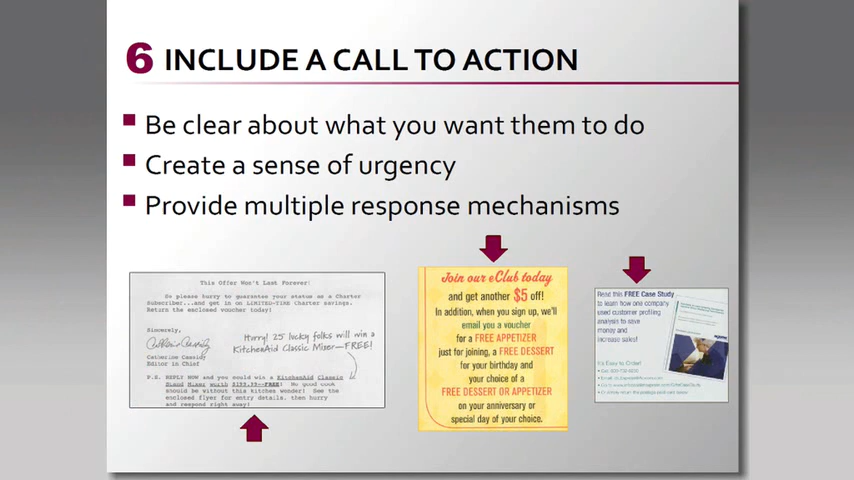 6 INCLUDE A CALL TO ACTION
Be clear about what you want them to do
Create a sense of urgency
Provide multiple response mechanisms
This Offer Won't Last Forever!
So please hurry to guarantee your status as a Charter
Subscriber...and get in on LIMITED-TIME Charter savings.
Return the enclosed voucher today!
Sincerely,
Catherine Cassidy
Hurry! 25 lucky folks will win a
KitchenAid Classic Mixer—FREE!
Catherine Cassidy
Editor in Chief
P.S. REPLY NOW and you could win a KitchenAid Classic
Stand Mixer worth FREE! No good cook
should be without this kitchen wonder! See the
enclosed flyer for entry details, then hurry
and respond right away!
Join our eClub today
and get another $5 off!
In addition, when you sign up, we'll
email you a voucher
for a FREE APPETIZER
just for joining, a FREE DESSERT
for your birthday and
your choice of a
FREE DESSERT OR APPETIZER
on your anniversary or
special day of your choice.
Read this FREE Case Study
to learn how one company
used customer profiling
analysis to save
money and
increase sales!
It's Easy to Order!